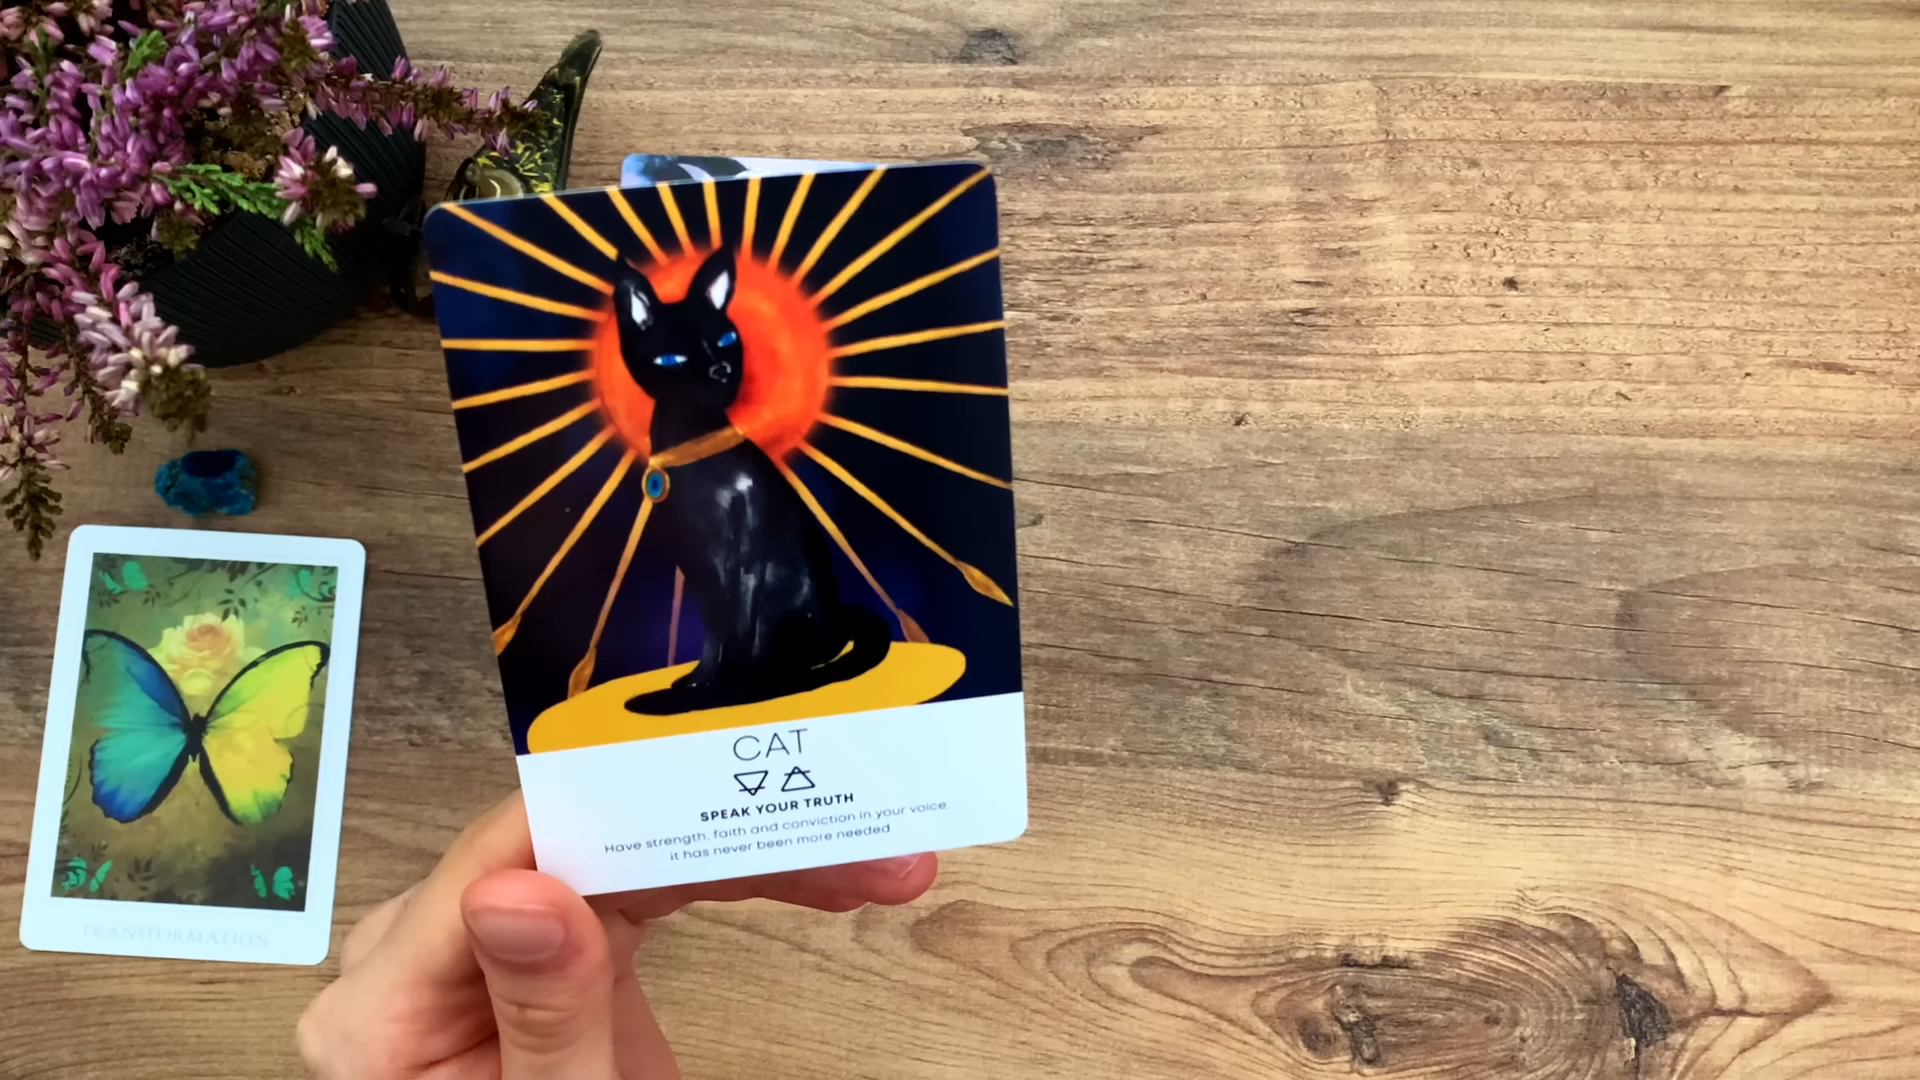 CAT
SPEAK YOUR TRUTH
Have strength, faith and conviction in your voice,
it has never been more needed
TRANSFORMATION